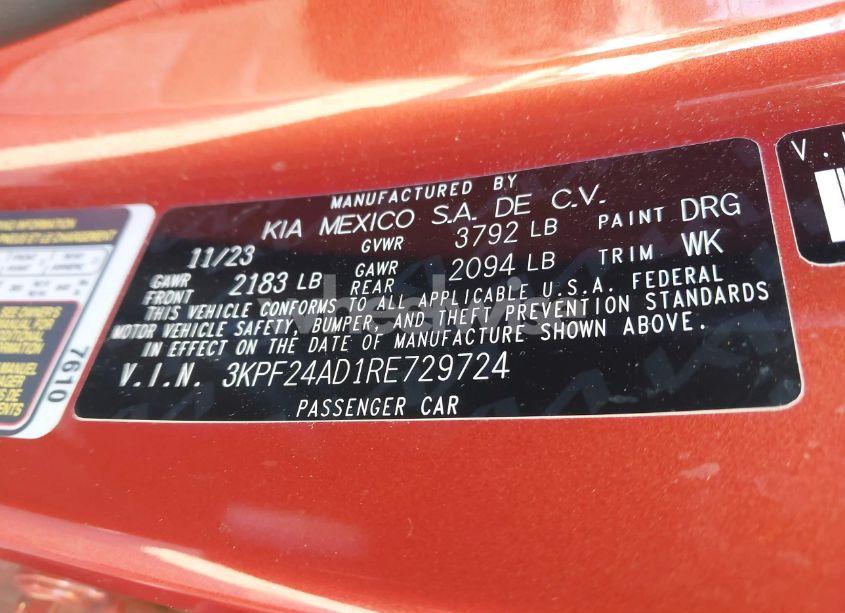 MANUFACTURED BY
KIA MEXICO S.A. DE C.V.
11/23 GVWR 3792 LB PAINT DRG
GAWR FRONT 2183 LB GAWR REAR 2094 LB TRIM WK
THIS VEHICLE CONFORMS TO ALL APPLICABLE U.S.A. FEDERAL
MOTOR VEHICLE SAFETY, BUMPER, AND THEFT PREVENTION STANDARDS
IN EFFECT ON THE DATE OF MANUFACTURE SHOWN ABOVE.
V.I.N. 3KPF24AD1RE729724
PASSENGER CAR
7610